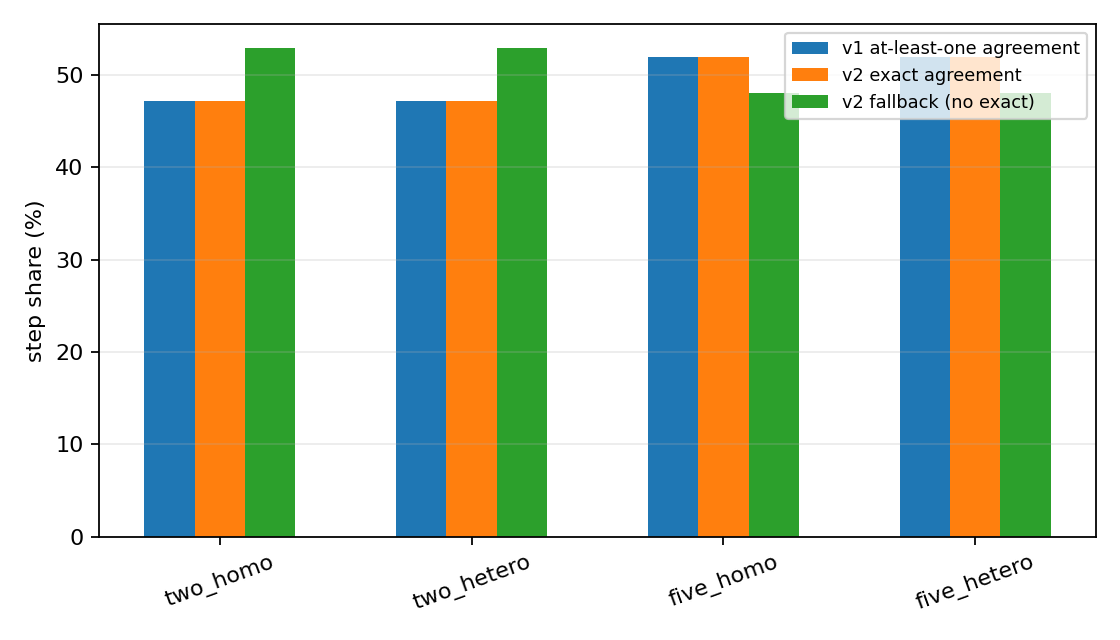 v1 at-least-one agreement
v2 exact agreement
v2 fallback (no exact)
step share (%)
50
40
30
20
10
0
two_homo
two_hetero
five_homo
five_hetero